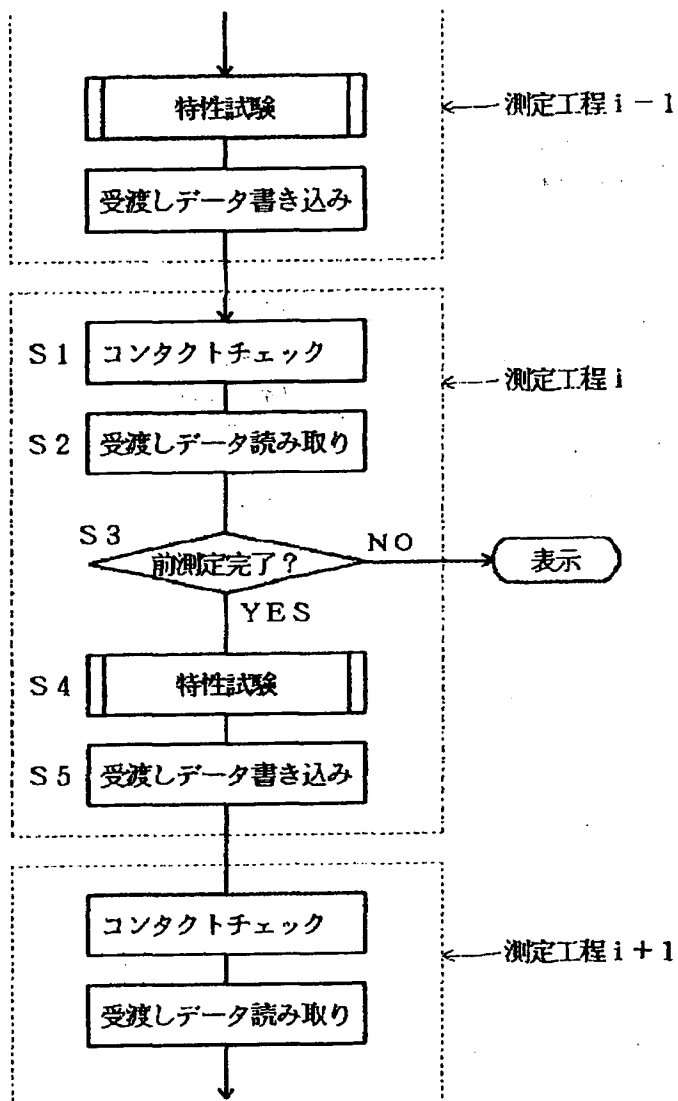 特性試験
測定工程 i - 1
受渡しデータ書き込み
S1 コンタクトチェック
測定工程 i
S2 受渡しデータ読み取り
S3
前測定完了?
NO
表示
YES
S4 特性試験
S5 受渡しデータ書き込み
コンタクトチェック
測定工程 i + 1
受渡しデータ読み取り